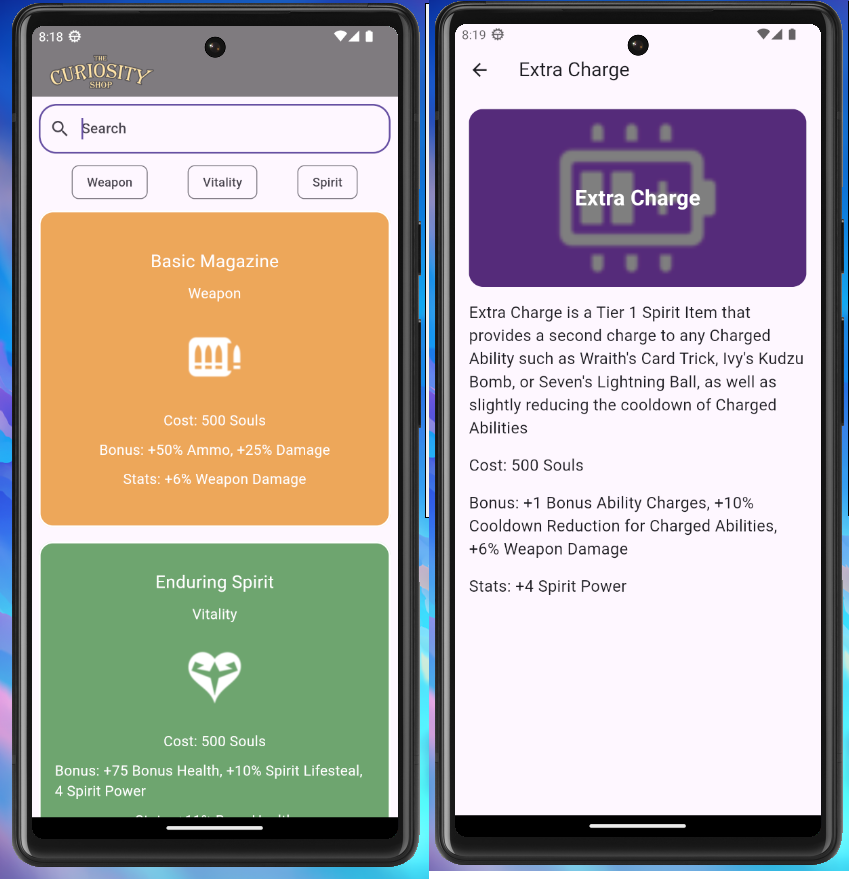 8:18
THE
CURIOSITY
SHOP
Search
Weapon
Vitality
Spirit
Basic Magazine
Weapon
Cost: 500 Souls
Bonus: +50% Ammo, +25% Damage
Stats: +6% Weapon Damage
Enduring Spirit
Vitality
Cost: 500 Souls
Bonus: +75 Bonus Health, +10% Spirit Lifesteal,
4 Spirit Power
8:19
Extra Charge
Extra Charge
Extra Charge is a Tier 1 Spirit Item that
provides a second charge to any Charged
Ability such as Wraith's Card Trick, Ivy's Kudzu
Bomb, or Seven's Lightning Ball, as well as
slightly reducing the cooldown of Charged
Abilities
Cost: 500 Souls
Bonus: +1 Bonus Ability Charges, +10%
Cooldown Reduction for Charged Abilities,
+6% Weapon Damage
Stats: +4 Spirit Power